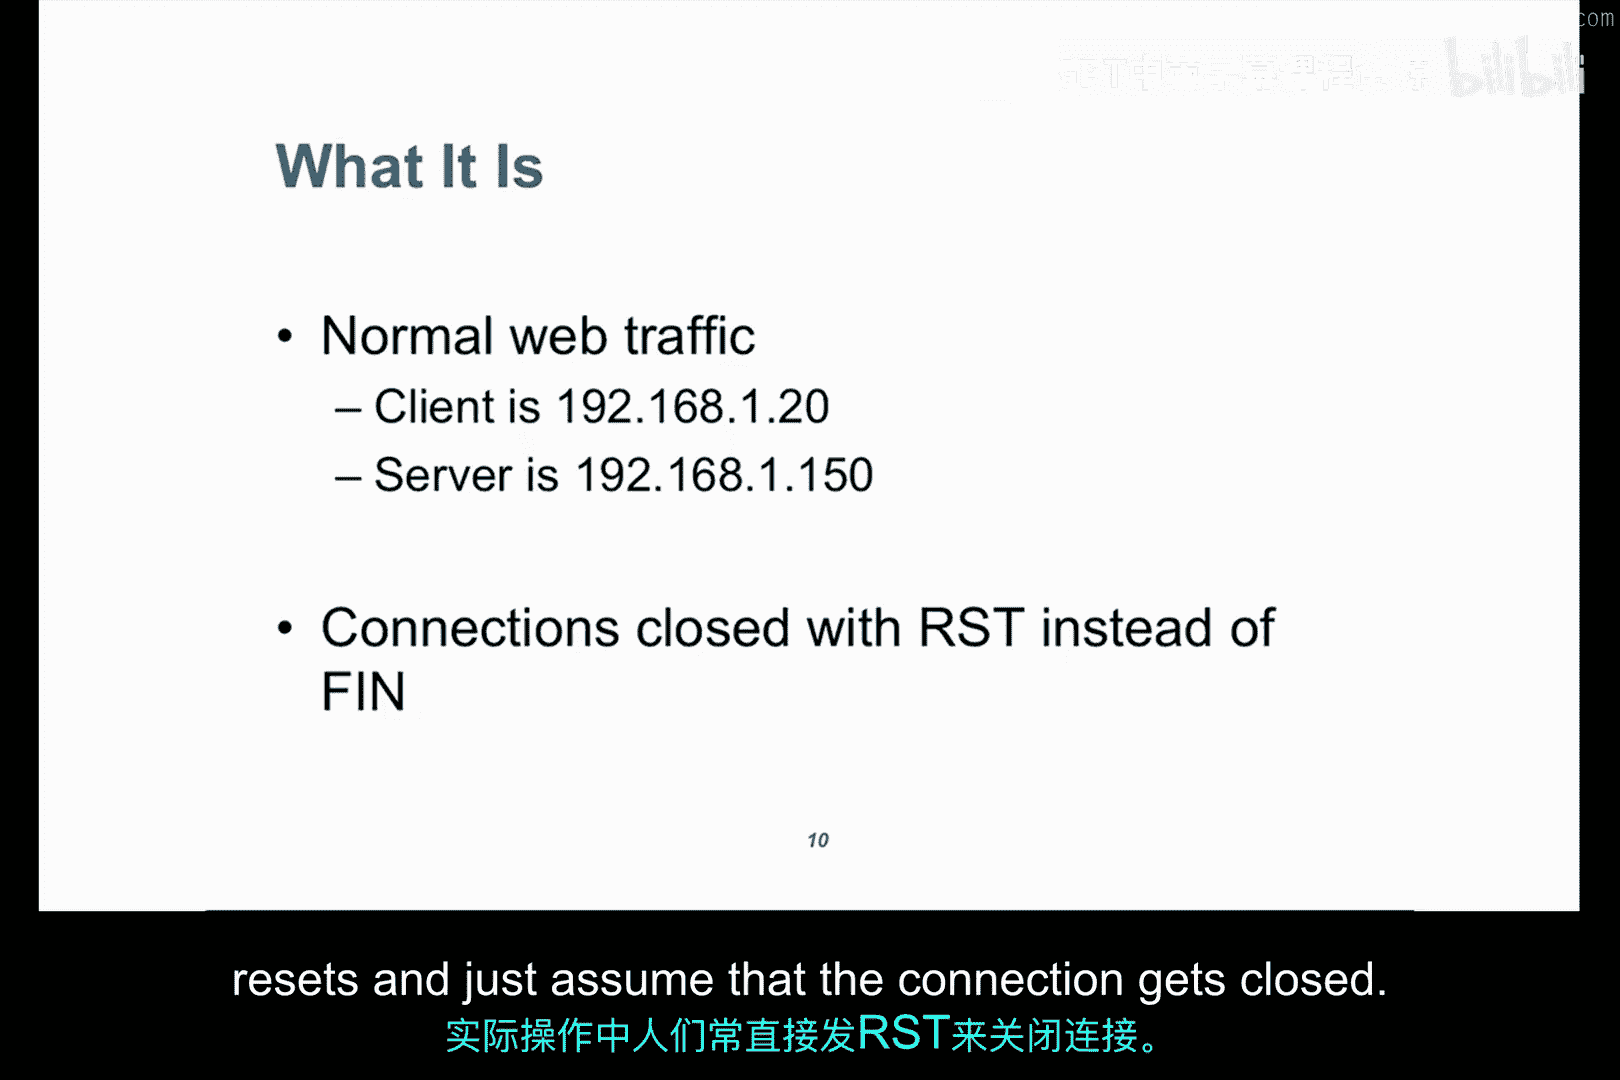 com
bilibili
What It Is
• Normal web traffic
– Client is 192.168.1.20
– Server is 192.168.1.150
• Connections closed with RST instead of
FIN
10
resets and just assume that the connection gets closed.
实际操作中人们常直接发RST来关闭连接。